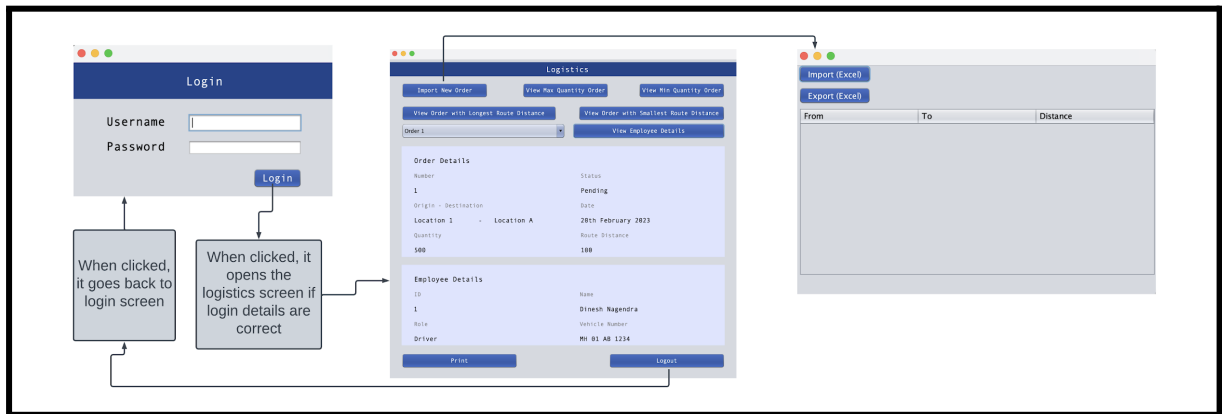 Login
Username
Password
Login
When clicked,
it goes back to
login screen
When clicked, it
opens the
logistics screen if
login details are
correct
Logistics
Import New Order View Max Quantity Order View Min Quantity Order
View Order with Longest Route Distance View Order with Smallest Route Distance
Order 1 View Employee Details
Order Details
Number Status
1 Pending
Origin - Destination Date
Location 1 - Location A 28th February 2023
Quantity Route Distance
500 100
Employee Details
ID Name
1 Dinesh Nagendra
Role Vehicle Number
Driver MH 01 AB 1234
Print Logout
Import (Excel)
Export (Excel)
From To Distance